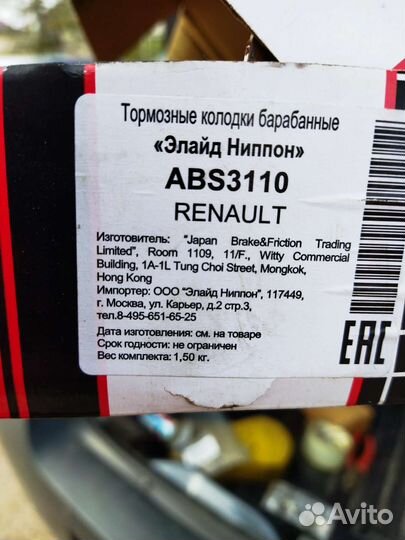 Тормозные колодки барабанные
«Элайд Ниппон»
ABS3110
RENAULT
Изготовитель: "Japan Brake&Friction Trading
Limited", Room 1109, 11/F., Witty Commercial
Building, 1A-1L Tung Choi Street, Mongkok,
Hong Kong
Импортер: ООО "Элайд Ниппон", 117449,
г. Москва, ул. Карьер, д.2 стр.3,
тел.8-495-651-65-25
Дата изготовления: см. на товаре
Срок годности: не ограничен
Вес комплекта: 1,50 кг.
EAC
Avito